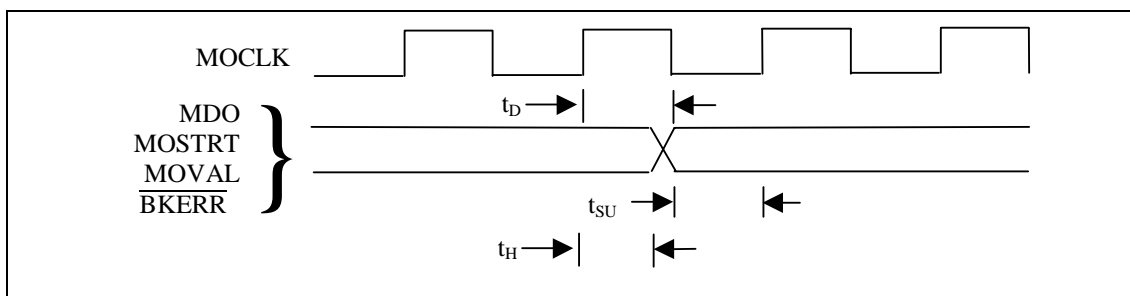 MOCLK
MDO
MOSTRT
MOVAL
BKERR
tD
tSU
tH